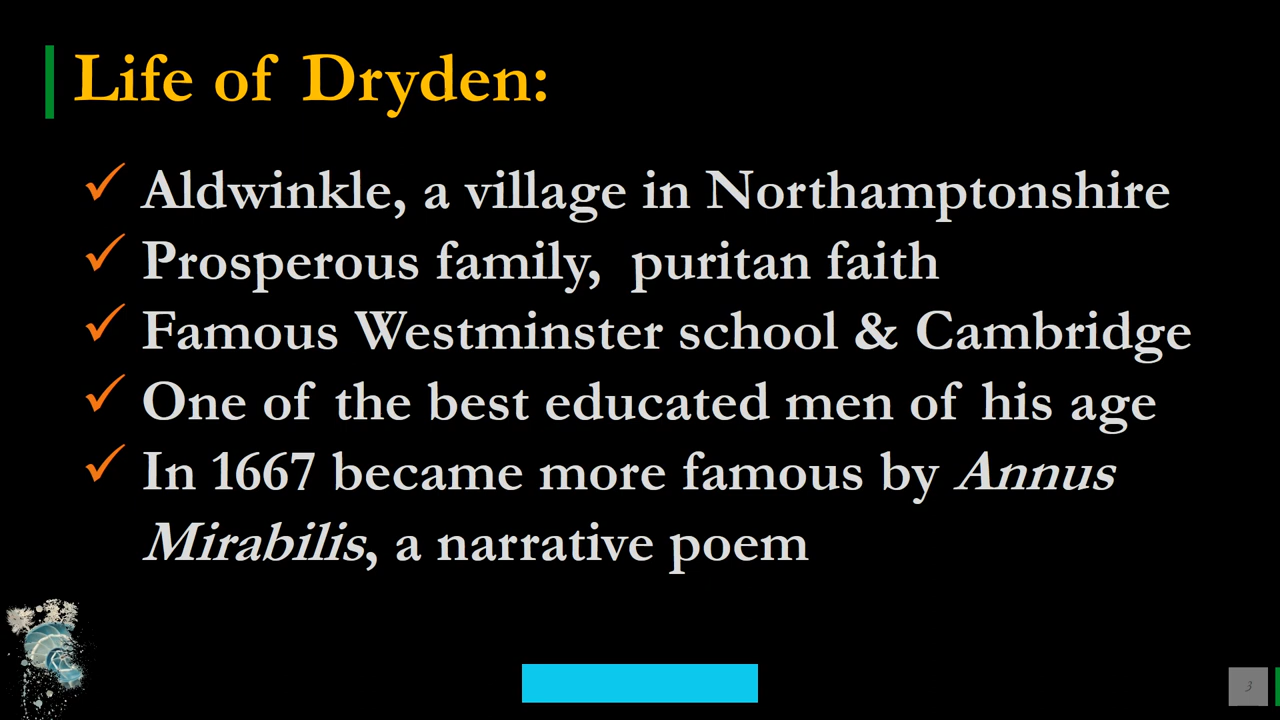 Life of Dryden:
✓ Aldwinkle, a village in Northamptonshire
✓ Prosperous family, puritan faith
✓ Famous Westminster school & Cambridge
✓ One of the best educated men of his age
✓ In 1667 became more famous by Annus
Mirabilis, a narrative poem
3